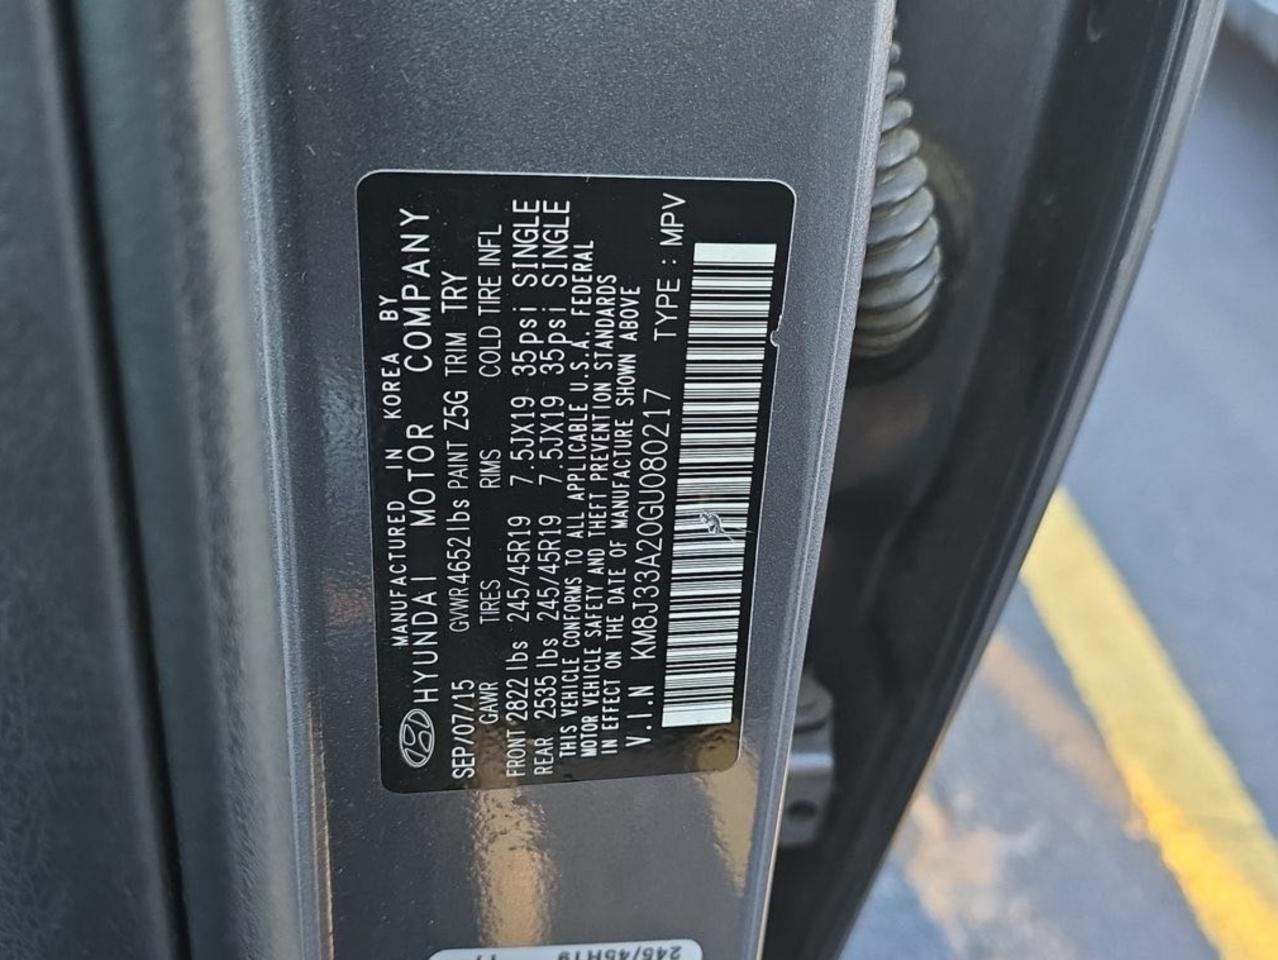 MANUFACTURED IN KOREA BY
HYUNDAI MOTOR COMPANY
SEP/07/15 GVWR4652lbs PAINT Z5G TRIM TRY
GAWR TIRES RIMS COLD TIRE INFL
FRONT 2822lbs 245/45R19 7.5JX19 35psi SINGLE
REAR 2535lbs 245/45R19 7.5JX19 35psi SINGLE
THIS VEHICLE CONFORMS TO ALL APPLICABLE U.S.A. FEDERAL
MOTOR VEHICLE SAFETY AND THEFT PREVENTION STANDARDS
IN EFFECT ON THE DATE OF MANUFACTURE SHOWN ABOVE
V.I.N KM8J33A20GU080217 TYPE : MPV
245/45R19